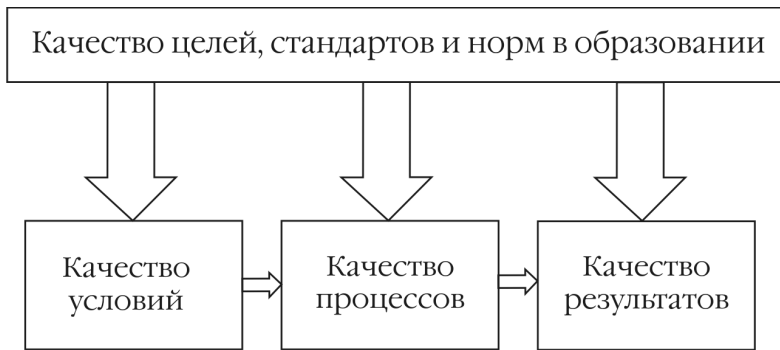 Качество целей, стандартов и норм в образовании
Качество
условий
Качество
процессов
Качество
результатов